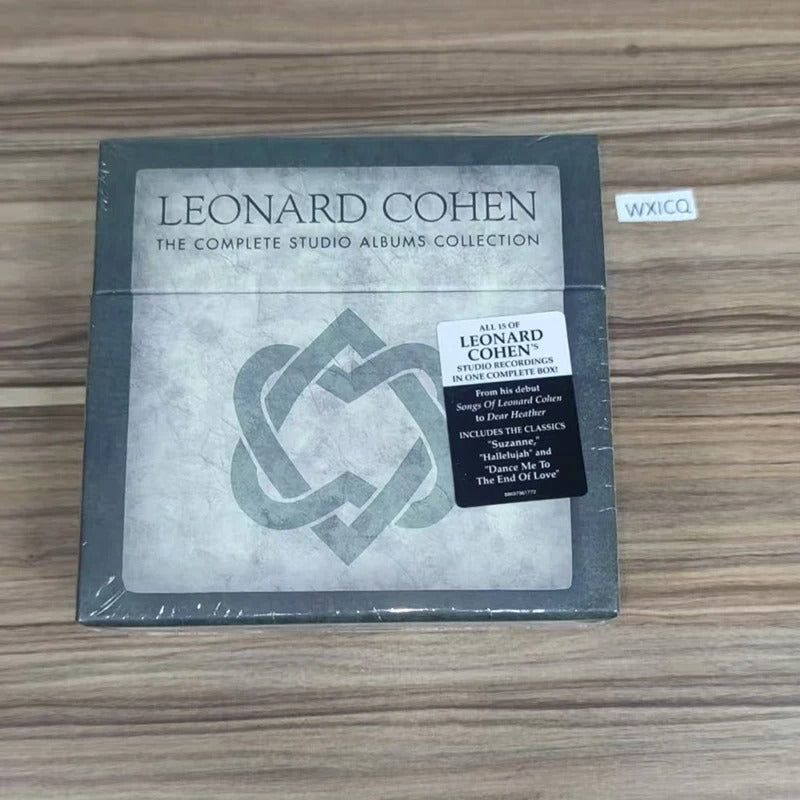 LEONARD COHEN
THE COMPLETE STUDIO ALBUMS COLLECTION
WXICQ
ALL 15 OF
LEONARD
COHEN'S
STUDIO RECORDINGS
IN ONE COMPLETE BOX!
From his debut
Songs Of Leonard Cohen
to Dear Heather
INCLUDES THE CLASSICS
"Suzanne,"
"Hallelujah" and
"Dance Me To
The End Of Love"
88697961772